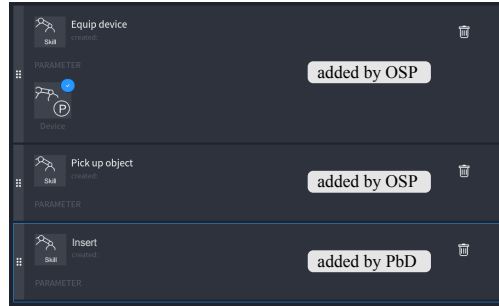 Equip device
Skill
created:
PARAMETER
added by OSP
P
Device
Pick up object
Skill
created:
PARAMETER
added by OSP
Insert
Skill
created:
PARAMETER
added by PbD